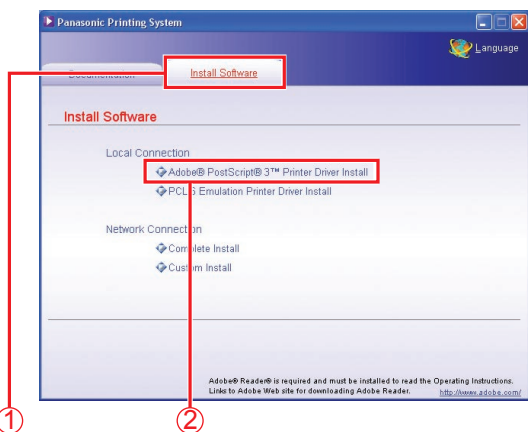 Panasonic Printing System
Language
Documentation
Install Software
Install Software
Local Connection
Adobe® PostScript® 3™ Printer Driver Install
PCL 6 Emulation Printer Driver Install
Network Connection
Complete Install
Custom Install
Adobe® Reader® is required and must be installed to read the Operating Instructions.
Links to Adobe Web site for downloading Adobe Reader. http://www.adobe.com/
① ②